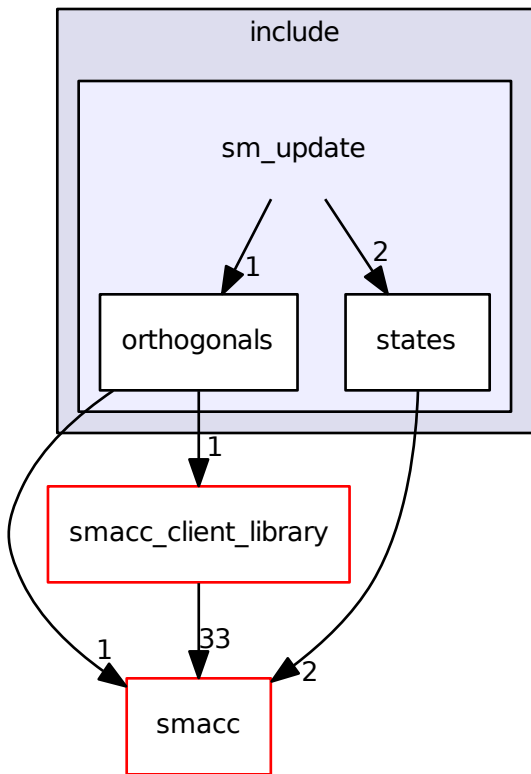 include
sm_update
1
2
orthogonals
states
1
smacc_client_library
33
1
2
smacc